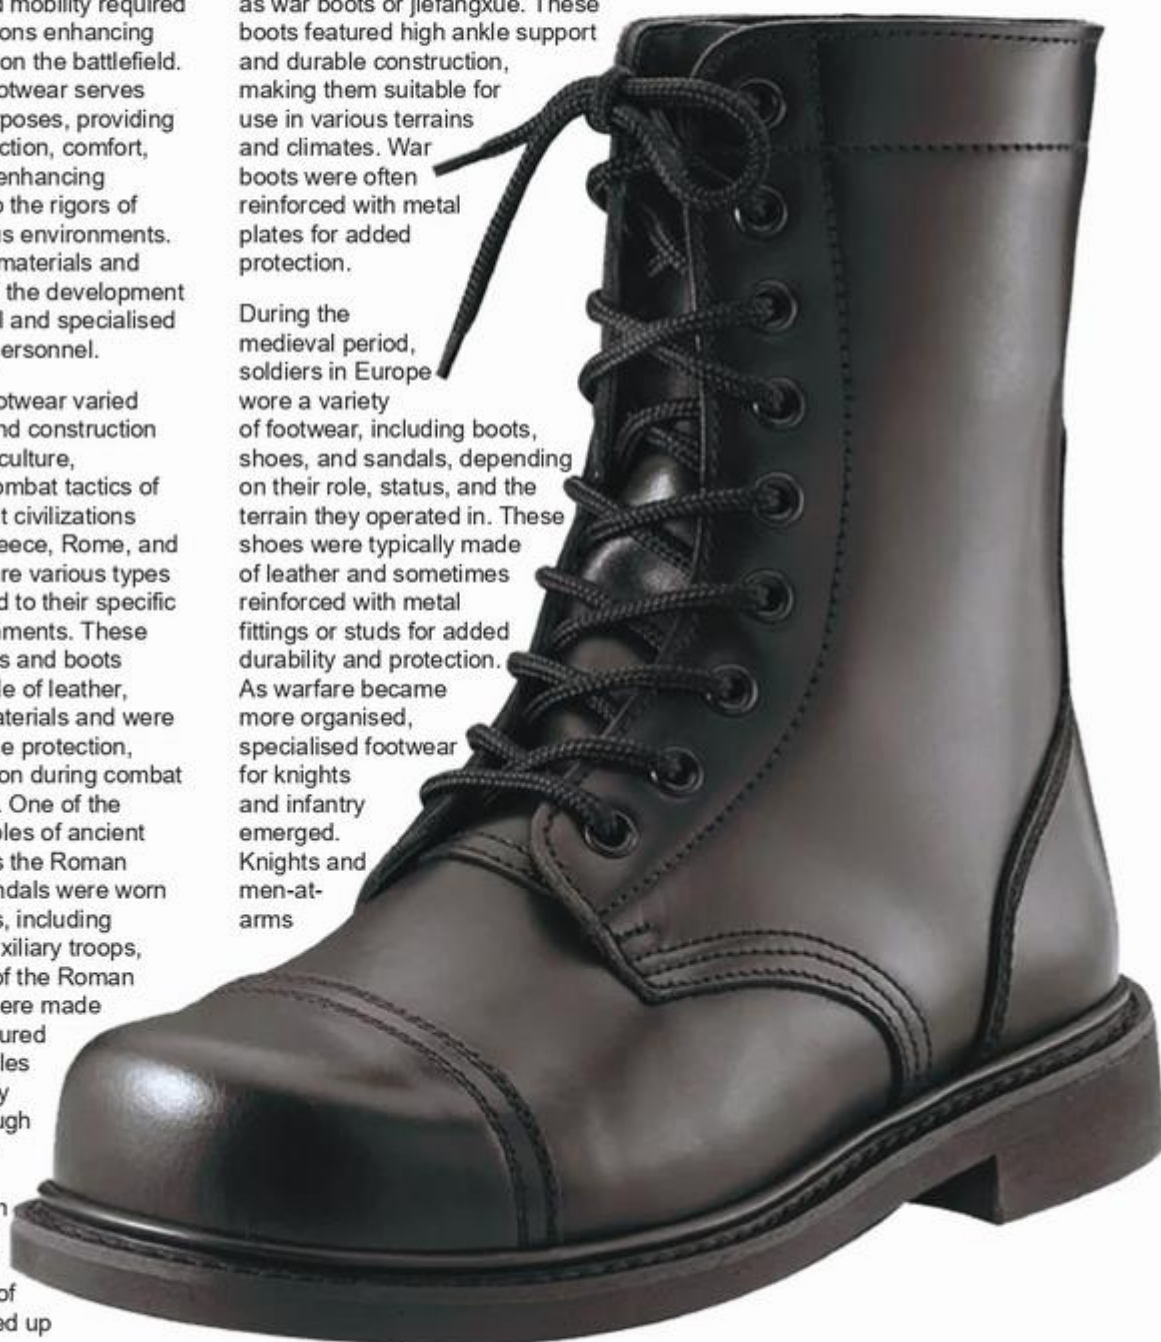 mobility required
ons enhancing
on the battlefield.
otwear serves
poses, providing
ction, comfort,
enhancing
the rigors of
s environments.
materials and
the development
l and specialised
ersonnel.
otwear varied
nd construction
culture,
ombat tactics of
t civilizations
eece, Rome, and
re various types
d to their specific
nments. These
s and boots
le of leather,
aterials and were
e protection,
on during combat
. One of the
ples of ancient
s the Roman
ndals were worn
s, including
xiliary troops,
of the Roman
ere made
ured
les
y
ugh
n
of
ed up
as war boots or jiefangxue. These
boots featured high ankle support
and durable construction,
making them suitable for
use in various terrains
and climates. War
boots were often
reinforced with metal
plates for added
protection.
During the
medieval period,
soldiers in Europe
wore a variety
of footwear, including boots,
shoes, and sandals, depending
on their role, status, and the
terrain they operated in. These
shoes were typically made
of leather and sometimes
reinforced with metal
fittings or studs for added
durability and protection.
As warfare became
more organised,
specialised footwear
for knights
and infantry
emerged.
Knights and
men-at-
arms